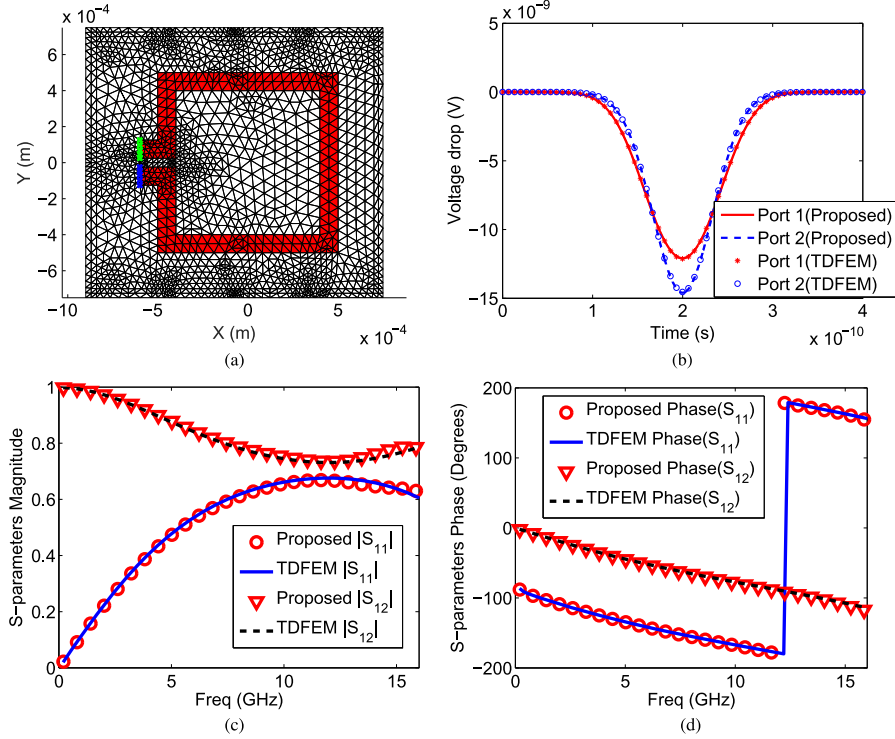 x 10⁻⁴
6
4
2
0
−2
−4
−6
Y (m)
−10
−5
0
5
X (m)
x 10⁻⁴
(a)
x 10⁻⁹
5
0
−5
−10
−15
Voltage drop (V)
0
1
2
3
4
Time (s)
x 10⁻¹⁰
Port 1(Proposed)
Port 2(Proposed)
Port 1(TDFEM)
Port 2(TDFEM)
(b)
1
0.8
0.6
0.4
0.2
0
S−parameters Magnitude
0
5
10
15
Freq (GHz)
Proposed |S₁₁|
TDFEM |S₁₁|
Proposed |S₁₂|
TDFEM |S₁₂|
(c)
200
100
0
−100
−200
S−parameters Phase (Degrees)
0
5
10
15
Freq (GHz)
Proposed Phase(S₁₁)
TDFEM Phase(S₁₁)
Proposed Phase(S₁₂)
TDFEM Phase(S₁₂)
(d)